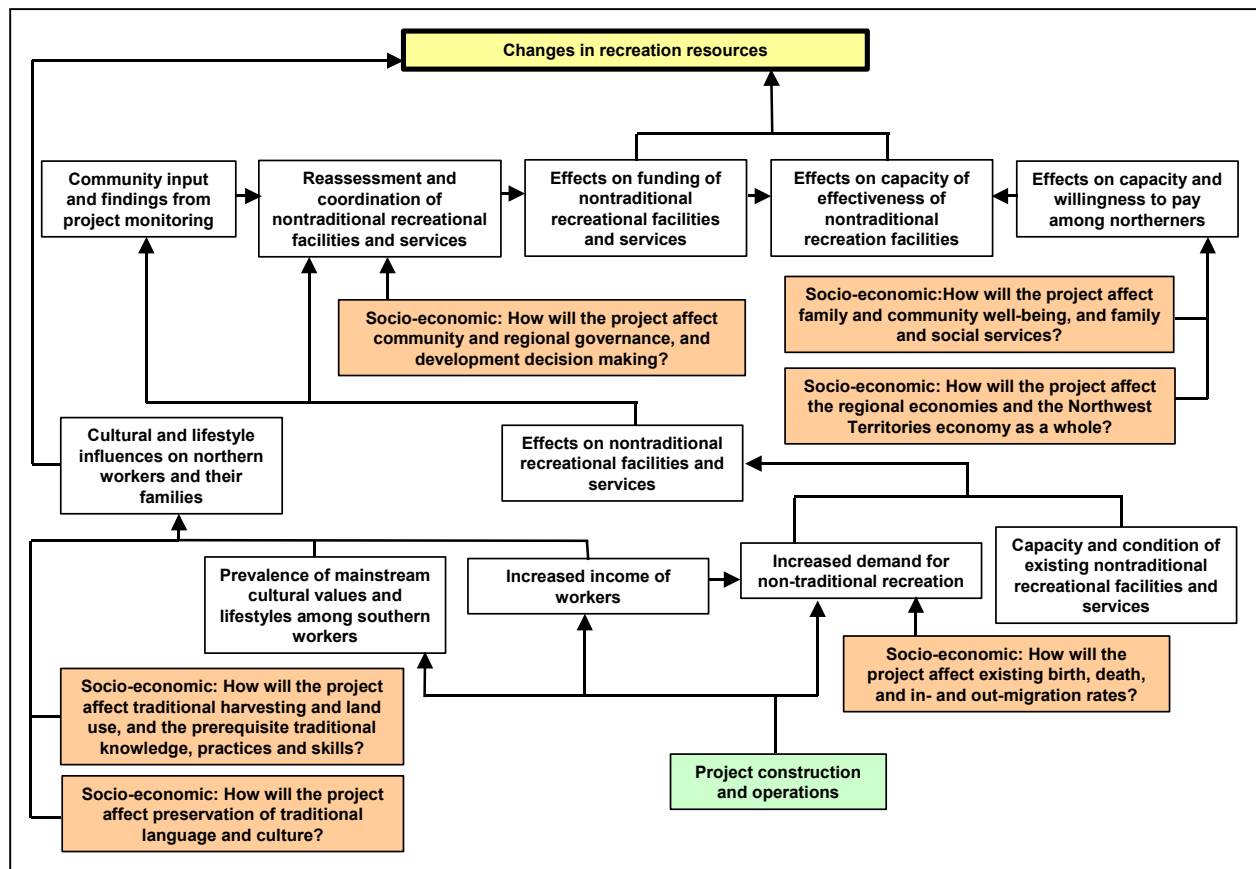 Changes in recreation resources
Community input
and findings from
project monitoring
Reassessment and
coordination of
nontraditional recreational
facilities and services
Effects on funding of
nontraditional
recreational facilities
and services
Effects on capacity of
effectiveness of
nontraditional
recreation facilities
Effects on capacity and
willingness to pay
among northerners
Socio-economic: How will the project affect
community and regional governance, and
development decision making?
Socio-economic:How will the project affect
family and community well-being, and family
and social services?
Socio-economic: How will the project affect
the regional economies and the Northwest
Territories economy as a whole?
Cultural and lifestyle
influences on northern
workers and their
families
Effects on nontraditional
recreational facilities and
services
Prevalence of mainstream
cultural values and
lifestyles among southern
workers
Increased income of
workers
Increased demand for
non-traditional recreation
Capacity and condition of
existing nontraditional
recreational facilities and
services
Socio-economic: How will the
project affect existing birth, death,
and in- and out-migration rates?
Socio-economic: How will the project
affect traditional harvesting and land
use, and the prerequisite traditional
knowledge, practices and skills?
Project construction
and operations
Socio-economic: How will the project
affect preservation of traditional
language and culture?